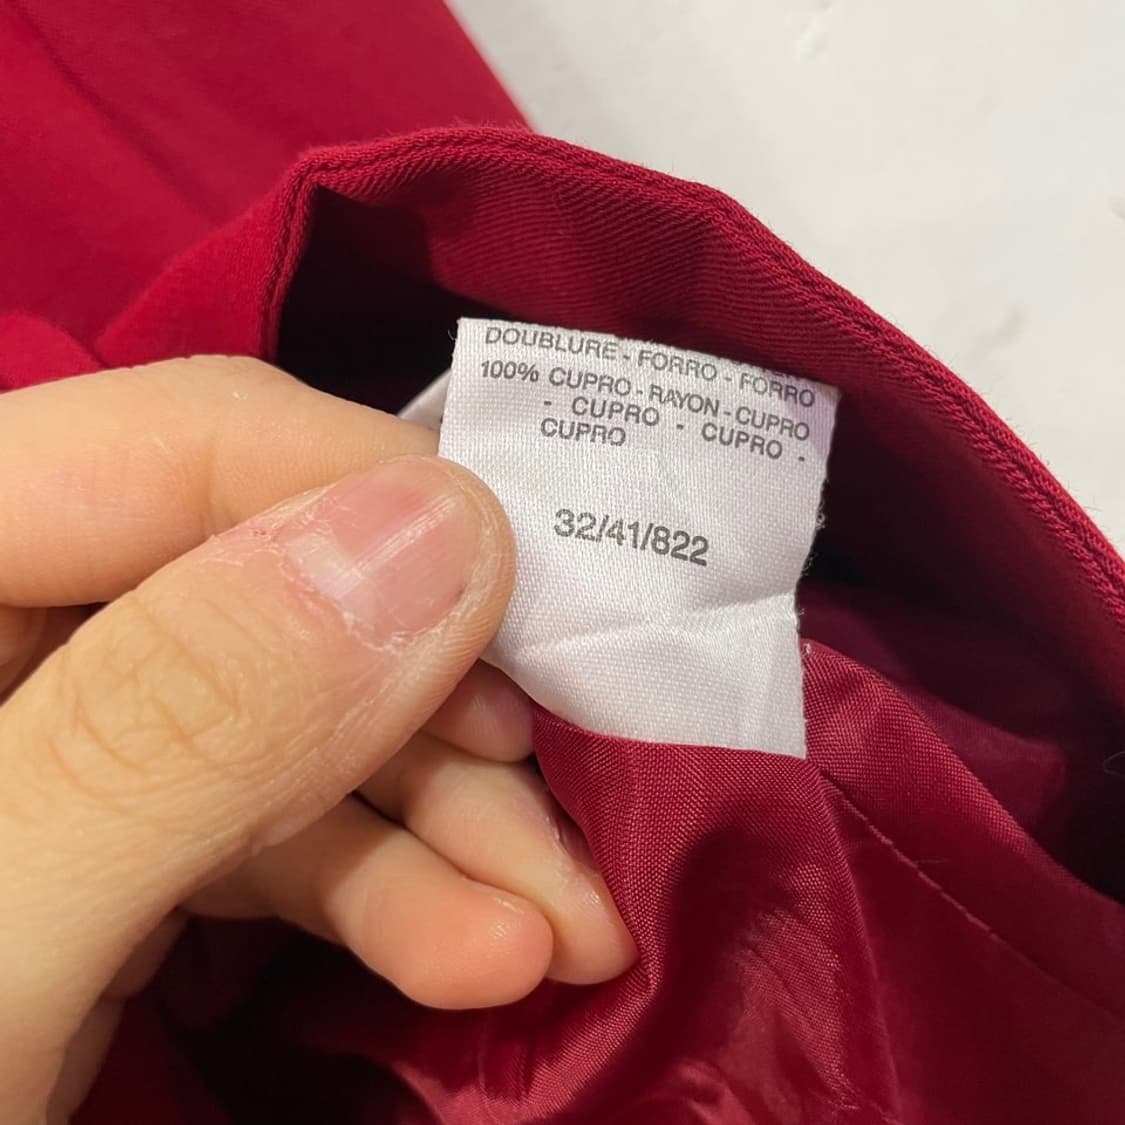 DOUBLURE - FORRO - FORRO
100% CUPRO - RAYON - CUPRO
- CUPRO - CUPRO -
CUPRO
32/41/822